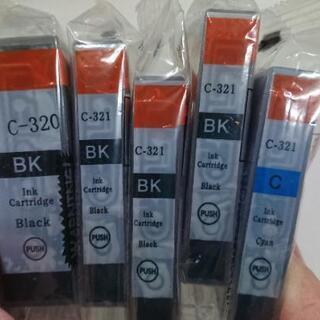 C-320
BK
Ink
Cartridge
Black
PUSH
C-321
BK
Ink
Cartridge
Black
PUSH
C-321
BK
Ink
Cartridge
Black
PUSH
C-321
BK
Ink
Cartridge
Black
PUSH
C-321
C
Ink
Cartridge
Cyan
PUSH